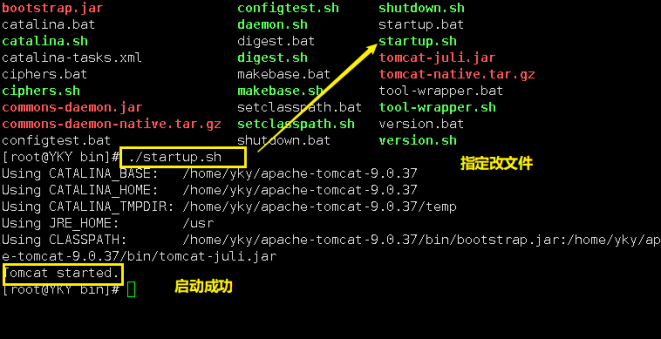 bootstrap.jar configtest.sh shutdown.sh
catalina.bat daemon.sh startup.bat
catalina.sh digest.bat startup.sh
catalina-tasks.xml digest.sh tomcat-juli.jar
ciphers.bat makebase.bat tomcat-native.tar.gz
ciphers.sh makebase.sh tool-wrapper.bat
commons-daemon.jar setclasspath.bat tool-wrapper.sh
commons-daemon-native.tar.gz setclasspath.sh version.bat
configtest.bat shutdown.bat version.sh
[root@YKY bin]# ./startup.sh
指定改文件
Using CATALINA_BASE: /home/yky/apache-tomcat-9.0.37
Using CATALINA_HOME: /home/yky/apache-tomcat-9.0.37
Using CATALINA_TMPDIR: /home/yky/apache-tomcat-9.0.37/temp
Using JRE_HOME: /usr
Using CLASSPATH: /home/yky/apache-tomcat-9.0.37/bin/bootstrap.jar:/home/yky/ap
e-tomcat-9.0.37/bin/tomcat-juli.jar
Tomcat started.
[root@YKY bin]#
启动成功